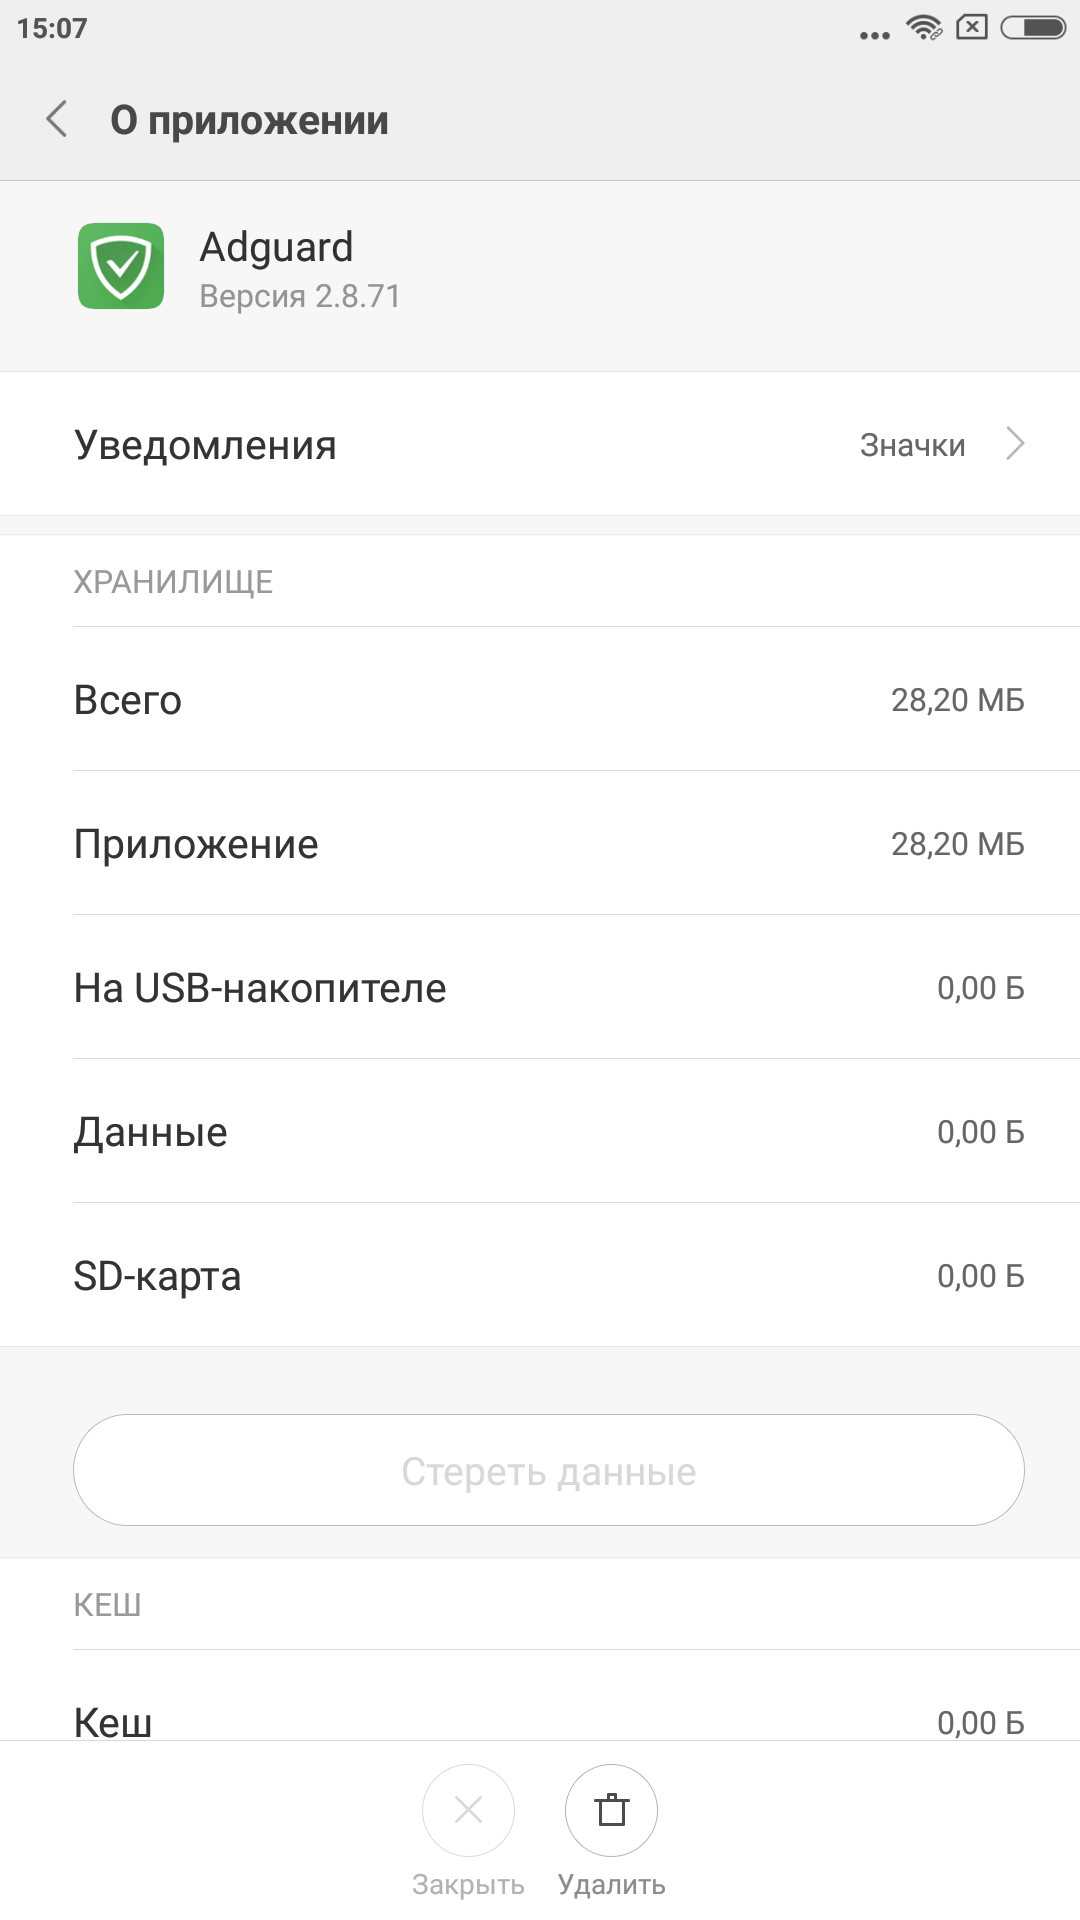 15:07
О приложении
Adguard
Версия 2.8.71
Уведомления
Значки
ХРАНИЛИЩЕ
Всего
28,20 МБ
Приложение
28,20 МБ
На USB-накопителе
0,00 Б
Данные
0,00 Б
SD-карта
0,00 Б
Стереть данные
КЕШ
Кеш
0,00 Б
Закрыть
Удалить